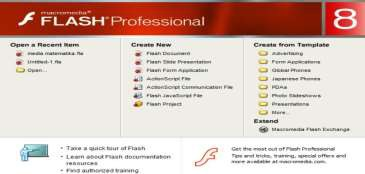 macromedia
FLASH Professional
8
Open a Recent Item
media matematika.fla
Untitled-1.fla
Open...
Create New
Flash Document
Flash Slide Presentation
Flash Form Application
ActionScript File
ActionScript Communication File
Flash JavaScript File
Flash Project
Create from Template
Advertising
Form Applications
Global Phones
Japanese Phones
PDAs
Photo Slideshows
Presentations
More...
Extend
Macromedia Flash Exchange
• Take a quick tour of Flash
• Learn about Flash documentation
resources
• Find authorized training
Get the most out of Flash Professional
Tips and tricks, training, special offers and
more available at macromedia.com.